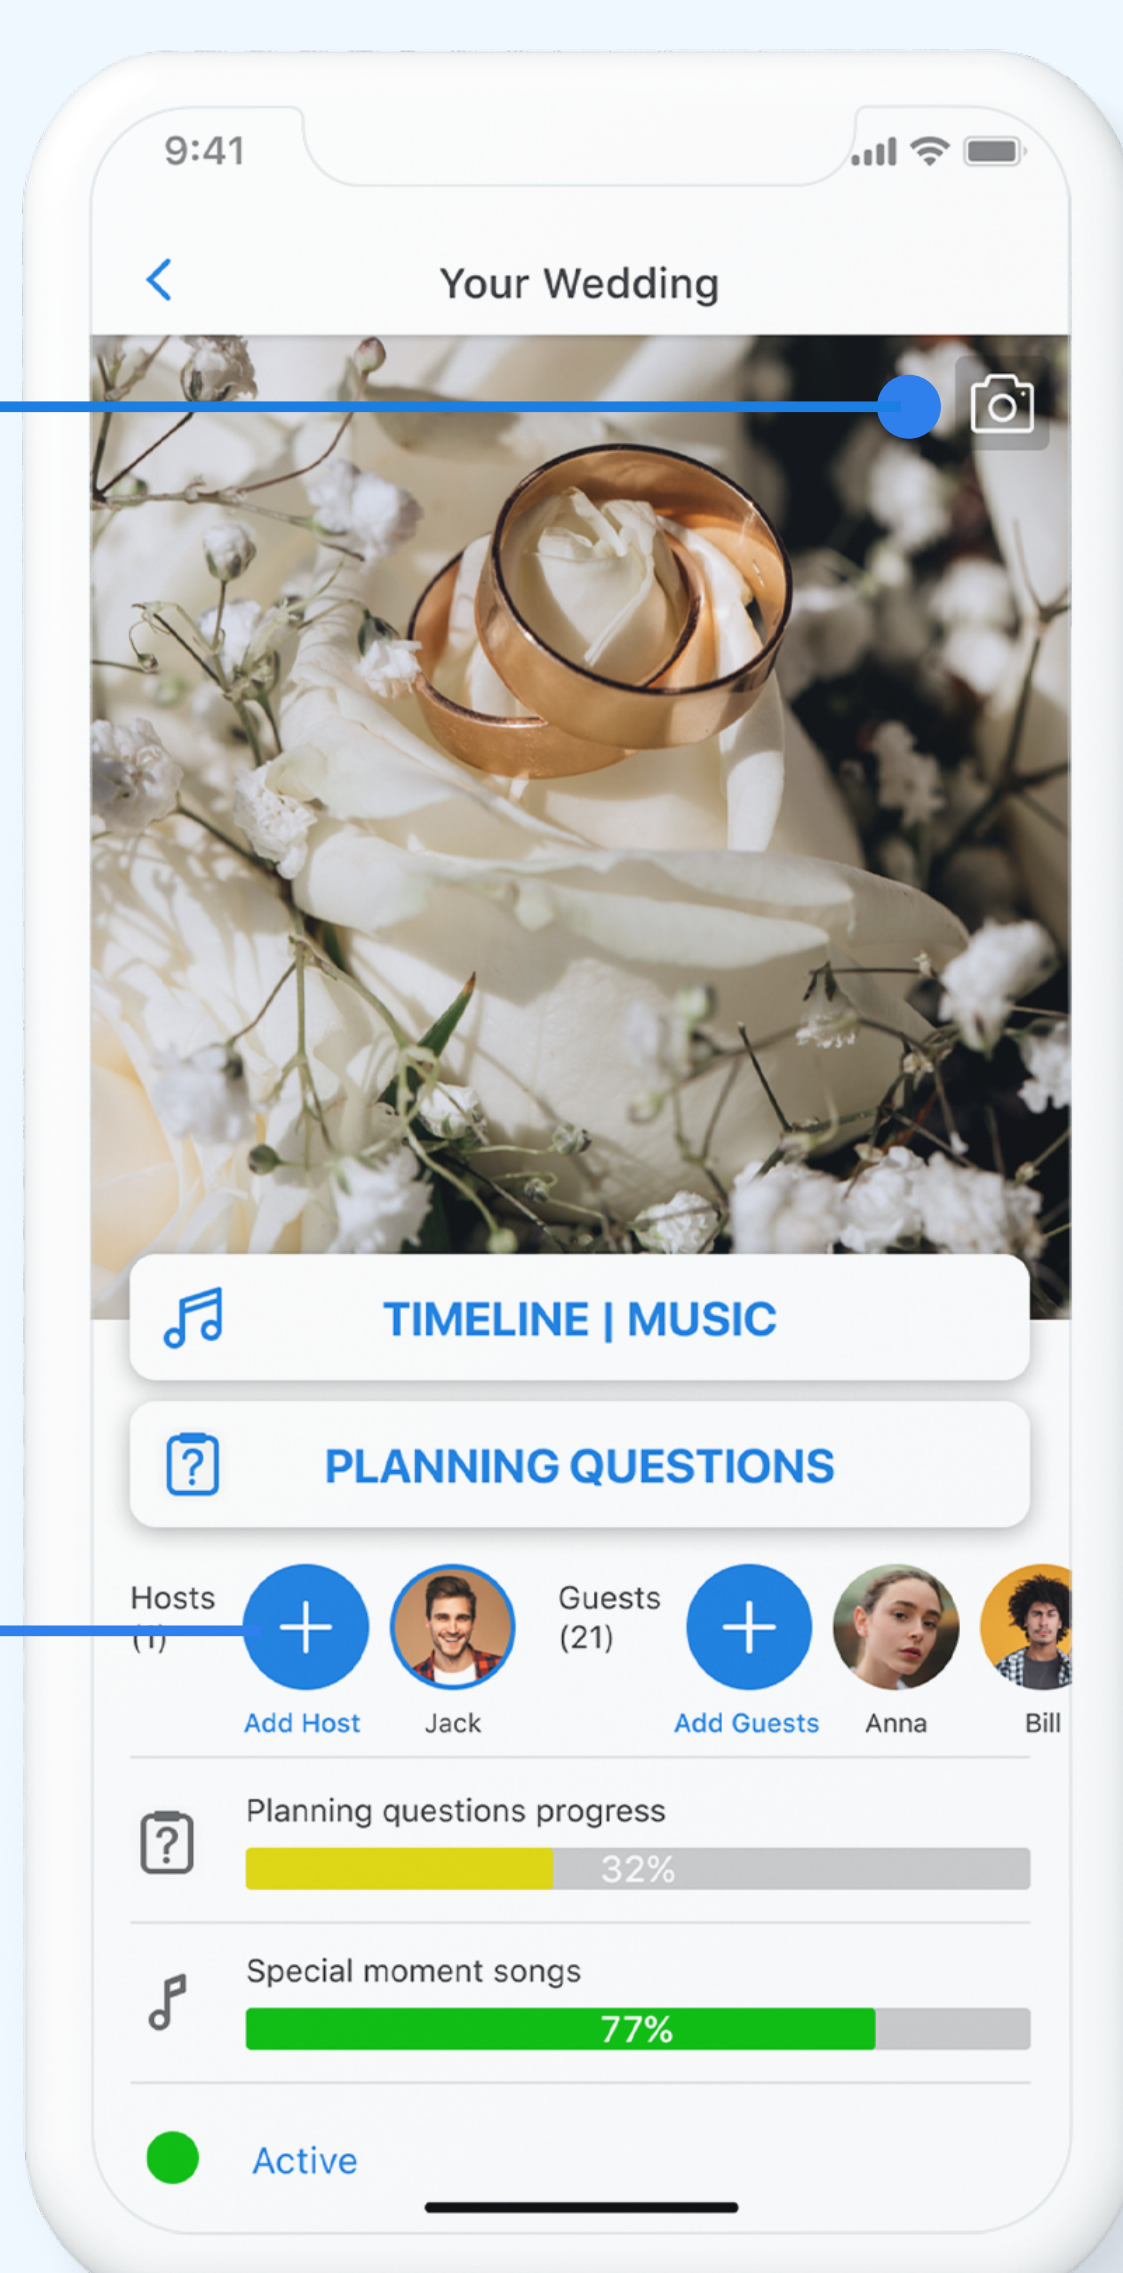 9:41
Your Wedding
TIMELINE | MUSIC
PLANNING QUESTIONS
Hosts
(1)
Guests
(21)
Add Host
Jack
Add Guests
Anna
Bill
Planning questions progress
32%
Special moment songs
77%
Active